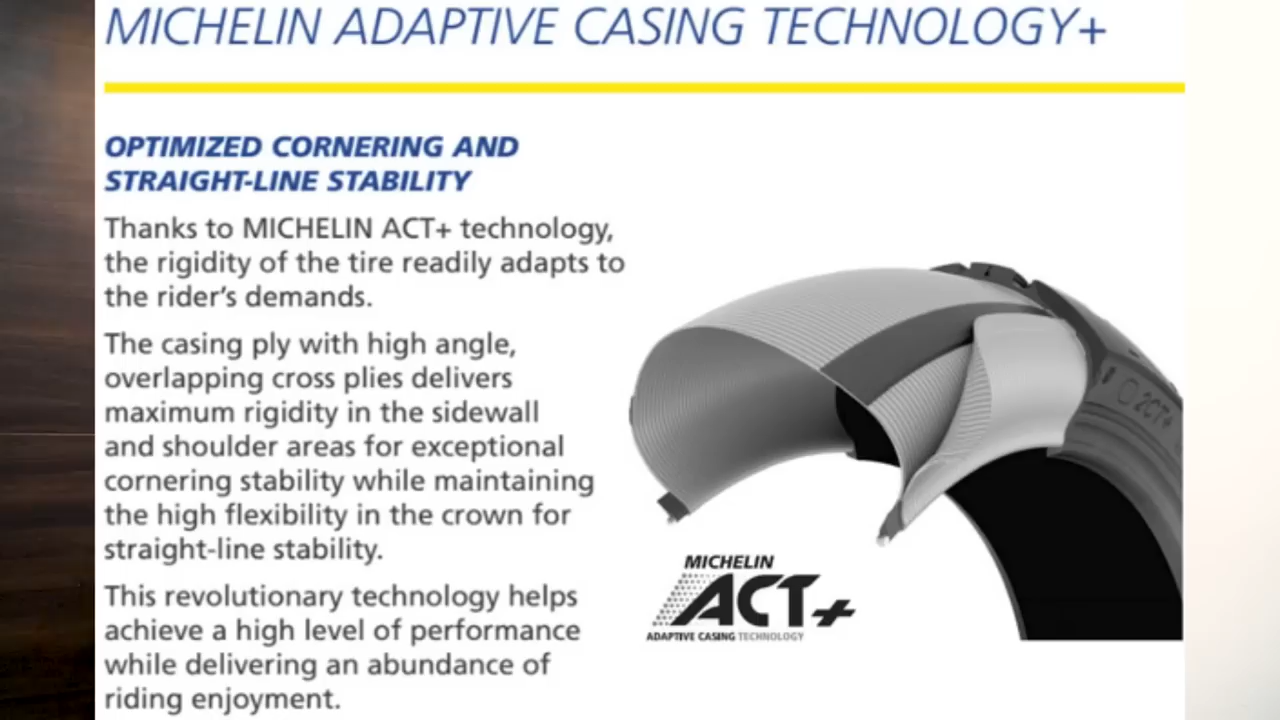 MICHELIN ADAPTIVE CASING TECHNOLOGY+
OPTIMIZED CORNERING AND
STRAIGHT-LINE STABILITY
Thanks to MICHELIN ACT+ technology,
the rigidity of the tire readily adapts to
the rider's demands.
The casing ply with high angle,
overlapping cross plies delivers
maximum rigidity in the sidewall
and shoulder areas for exceptional
cornering stability while maintaining
the high flexibility in the crown for
straight-line stability.
This revolutionary technology helps
achieve a high level of performance
while delivering an abundance of
riding enjoyment.
2CT+
MICHELIN
ACT+
ADAPTIVE CASING TECHNOLOGY